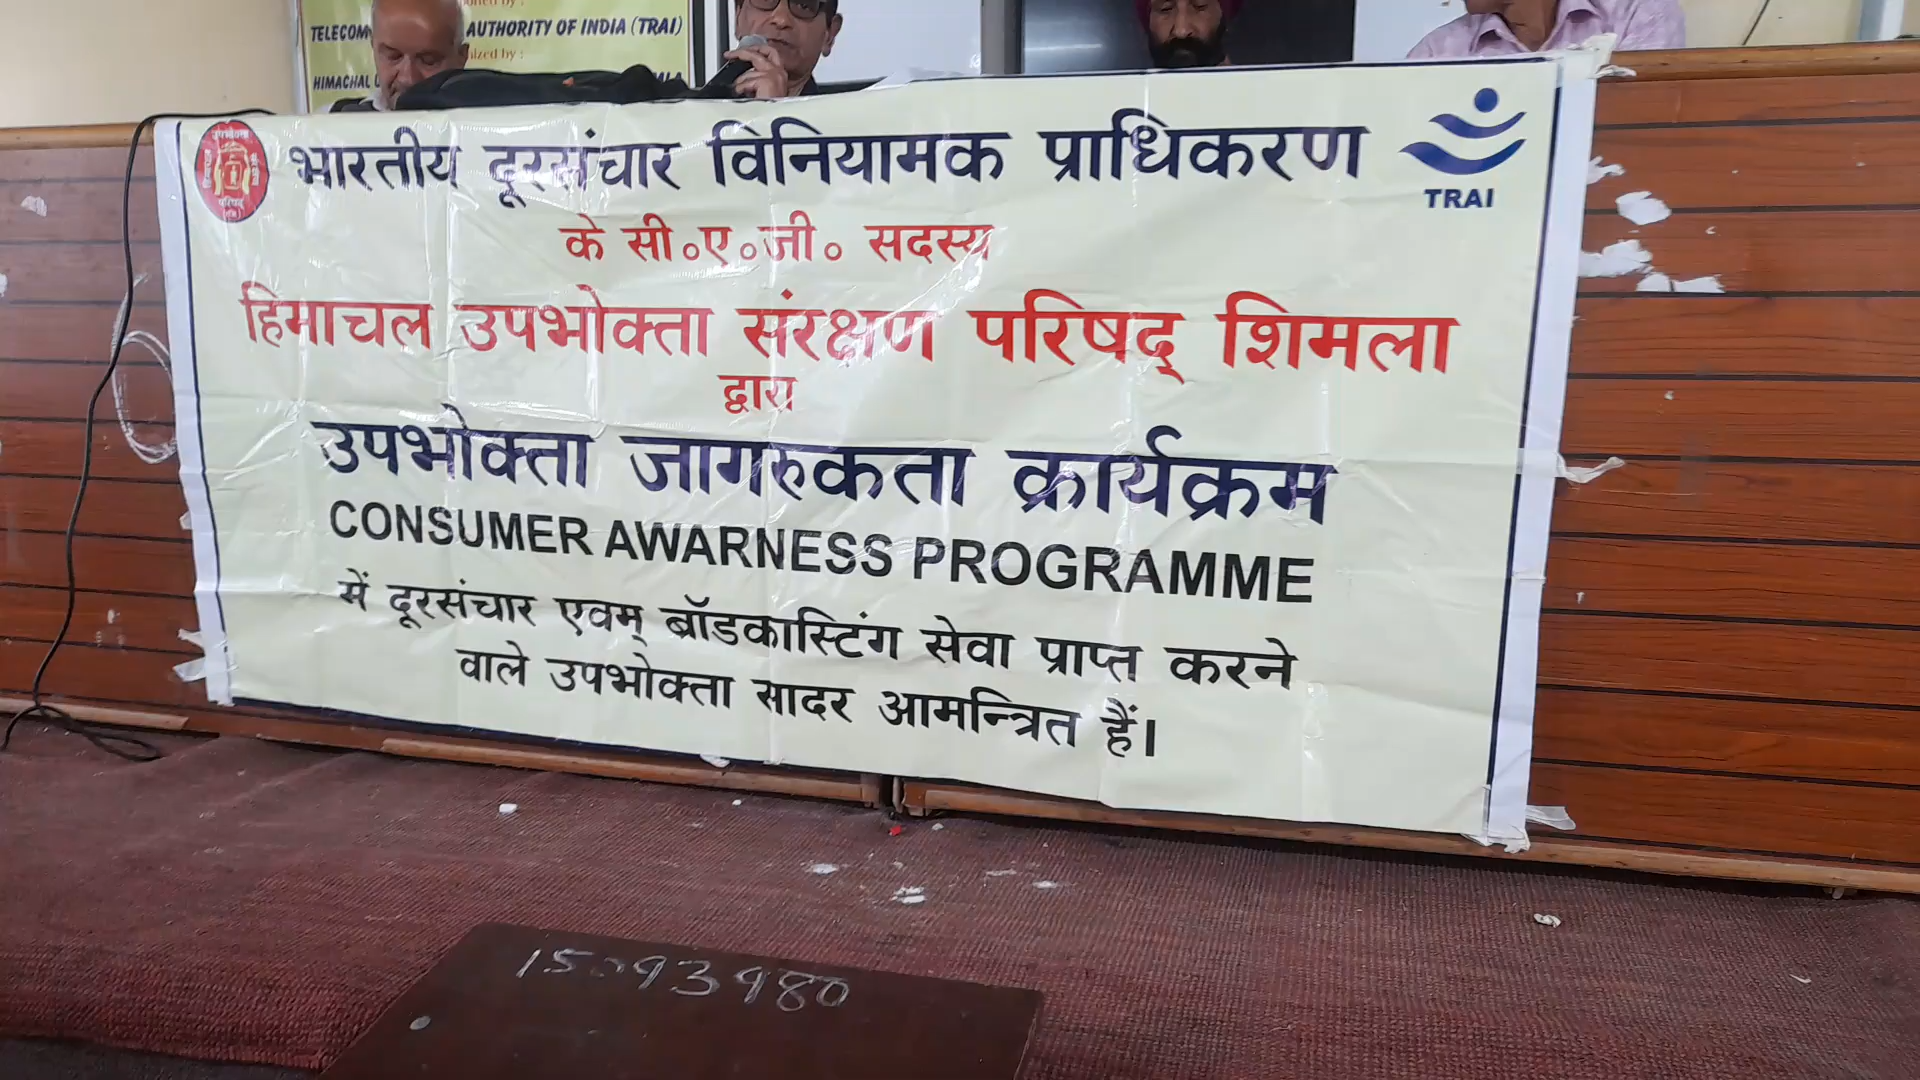 TELECOM AUTHORITY OF INDIA (TRAI)
HIMACHAL
भारतीय दूरसंचार विनियामक प्राधिकरण
TRAI
के सी०ए०जी० सदस्य
हिमाचल उपभोक्ता संरक्षण परिषद् शिमला
द्वारा
उपभोक्ता जागरुकता क्रार्यक्रम
CONSUMER AWARNESS PROGRAMME
में दूरसंचार एवम् ब्रॉडकास्टिंग सेवा प्राप्त करने
वाले उपभोक्ता सादर आमन्त्रित हैं।